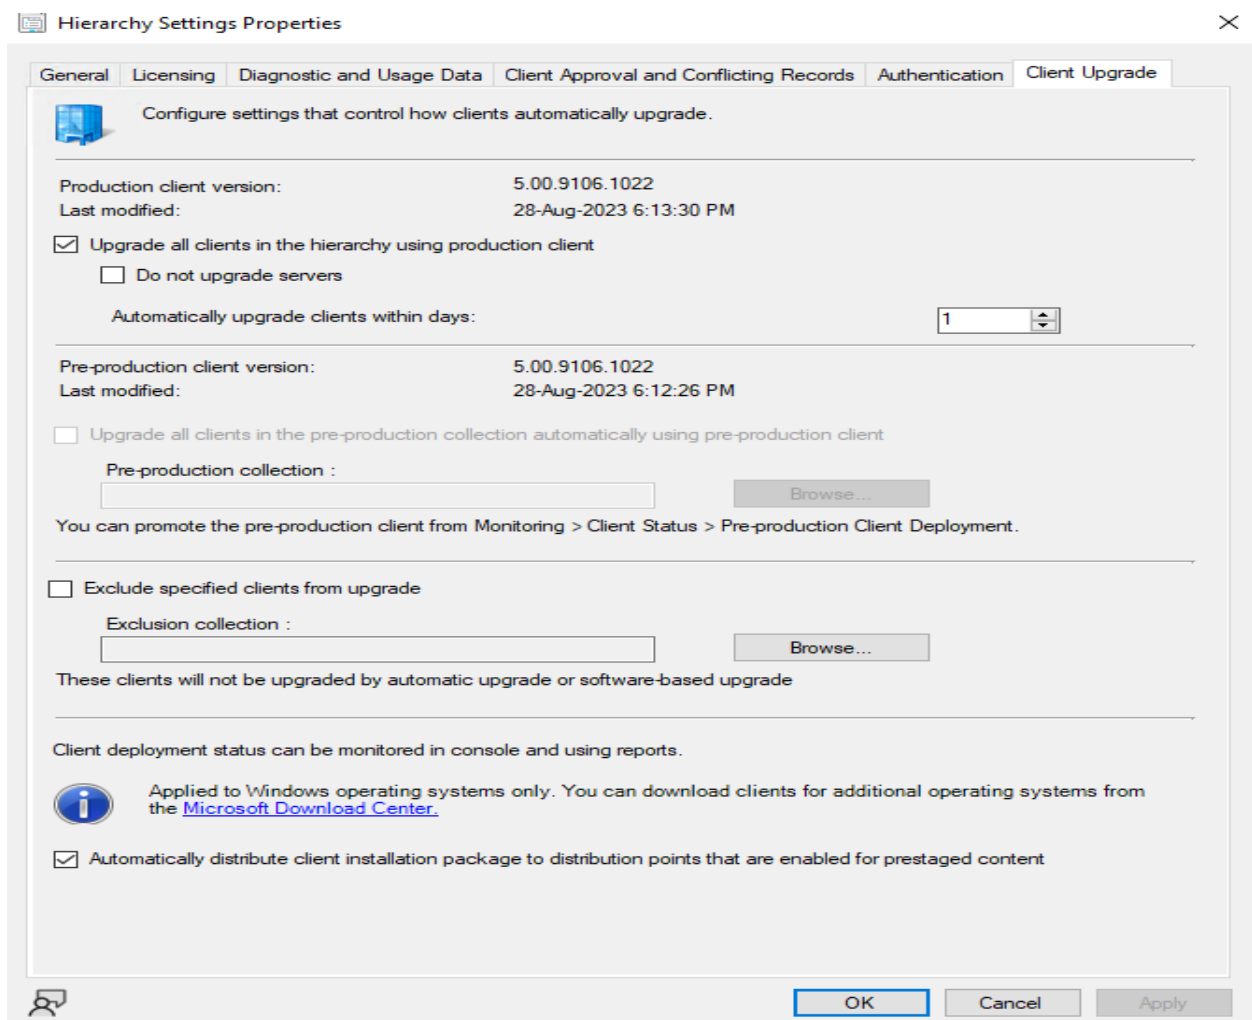 Hierarchy Settings Properties
General Licensing Diagnostic and Usage Data Client Approval and Conflicting Records Authentication Client Upgrade
Configure settings that control how clients automatically upgrade.
Production client version: 5.00.9106.1022
Last modified: 28-Aug-2023 6:13:30 PM
Upgrade all clients in the hierarchy using production client
Do not upgrade servers
Automatically upgrade clients within days: 1
Pre-production client version: 5.00.9106.1022
Last modified: 28-Aug-2023 6:12:26 PM
Upgrade all clients in the pre-production collection automatically using pre-production client
Pre-production collection :
Browse...
You can promote the pre-production client from Monitoring > Client Status > Pre-production Client Deployment.
Exclude specified clients from upgrade
Exclusion collection :
Browse...
These clients will not be upgraded by automatic upgrade or software-based upgrade
Client deployment status can be monitored in console and using reports.
Applied to Windows operating systems only. You can download clients for additional operating systems from
the Microsoft Download Center.
Automatically distribute client installation package to distribution points that are enabled for prestaged content
OK Cancel Apply